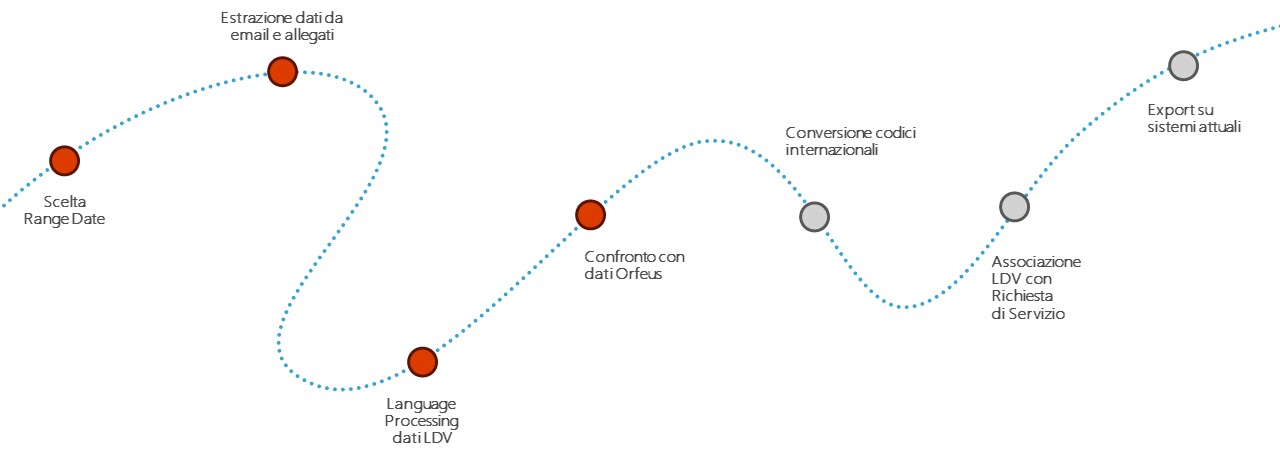 Estrazione dati da
email e allegati
Scelta
Range Date
Language
Processing
dati LDV
Confronto con
dati Orfeus
Conversione codici
internazionali
Associazione
LDV con
Richiesta
di Servizio
Export su
sistemi attuali